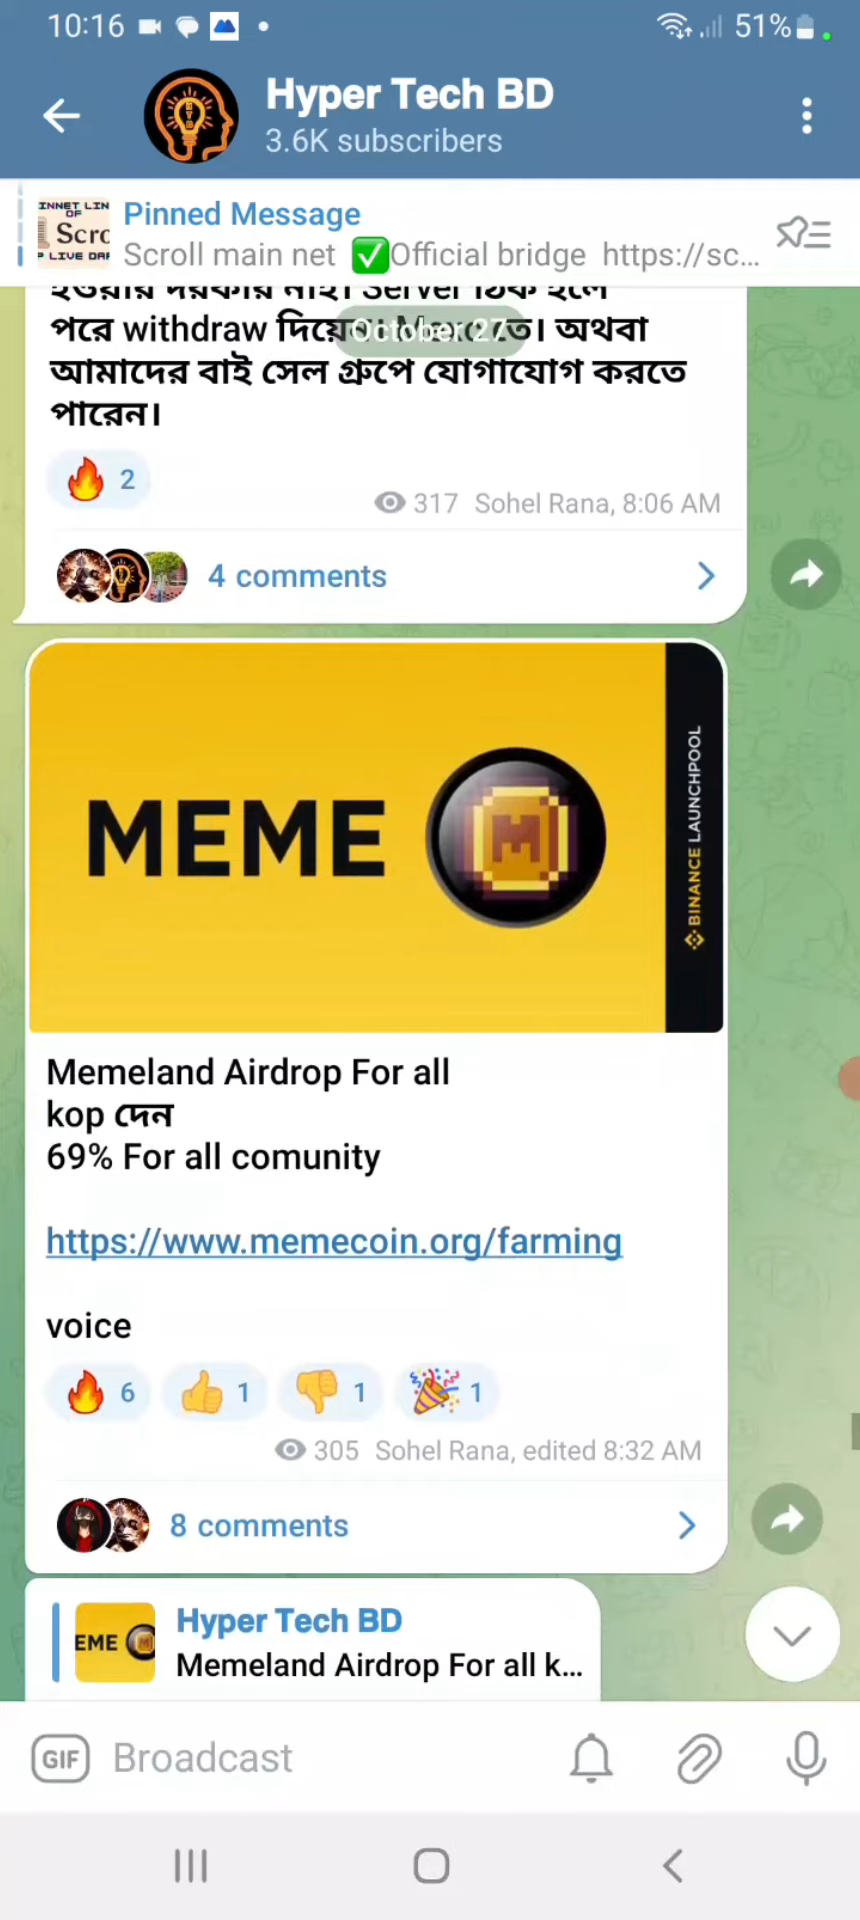 10:16
51%
Hyper Tech BD
3.6K subscribers
Pinned Message
Scroll main net ✅Official bridge https://sc...
হওয়ার দরকার নাই। Server ঠিক হলে
পরে withdraw দিয়েন। Mexc তে। অথবা
October 27
আমাদের বাই সেল গ্রুপে যোগাযোগ করতে
পারেন।
🔥 2
317 Sohel Rana, 8:06 AM
4 comments
MEME
BINANCE LAUNCHPOOL
Memeland Airdrop For all
kop দেন
69% For all comunity
https://www.memecoin.org/farming
voice
🔥 6 👍 1 👎 1 🎉 1
305 Sohel Rana, edited 8:32 AM
8 comments
EME
Hyper Tech BD
Memeland Airdrop For all k...
GIF Broadcast